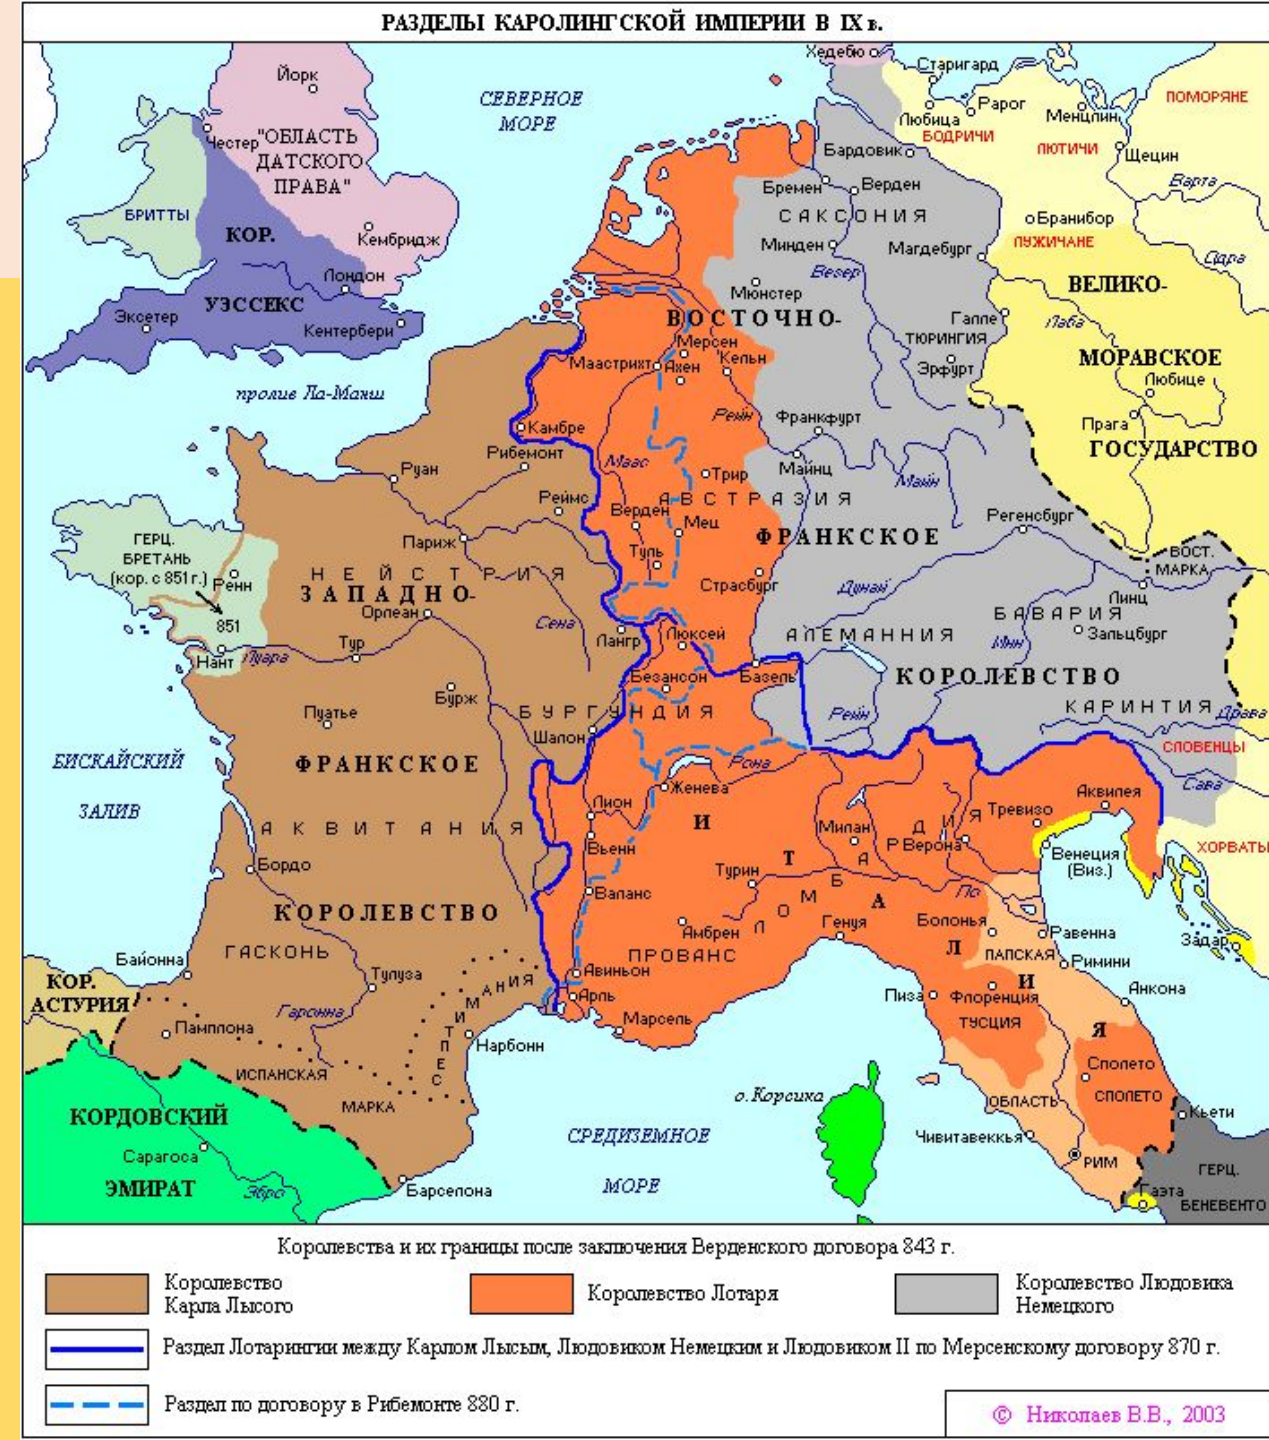 РАЗДЕЛЫ КАРОЛИНГСКОЙ ИМПЕРИИ В IX в.
Хедебю
Старигард
Йорк
СЕВЕРНОЕ
МОРЕ
Любица
Рарог
Менцлин
ПОМОРЯНЕ
БОДРИЧИ
ЛЮТИЧИ
Щецин
Честер
"ОБЛАСТЬ
ДАТСКОГО
ПРАВА"
Бардовик
Бремен
Верден
Варта
БРИТТЫ
КОР.
УЭССЕКС
Кембридж
САКСОНИЯ
Бранибор
ЛУЖИЧАНЕ
Минден
Магдебург
Везер
Одра
Лондон
Мюнстер
ВЕЛИКО-
МОРАВСКОЕ
ГОСУДАРСТВО
Эксетер
Кентербери
ВОСТОЧНО-
Галле
ТЮРИНГИЯ
Лаба
Эрфурт
Мерсен
Маастрихт
Ахен
Кельн
Любице
Прага
пролив Ла-Манш
Камбре
Рейн
Франкфурт
Рибемонт
Руан
Маас
Трир
Майнц
Майн
Реймс
АВСТРАЗИЯ
Верден
Мец
Регенсбург
ФРАНКСКОЕ
ГЕРЦ.
БРЕТАНЬ
(кор. с 851 г.)
Ренн
851
Париж
Туль
ВОСТ.
МАРКА
НЕЙСТРИЯ
ЗАПАДНО-
Страсбург
Дунай
Линц
Орлеан
Сена
БАВАРИЯ
Зальцбург
Лангр
Люксей
АЛЕМАННИЯ
Инн
Нант
Луара
Тур
Безансон
Базель
КОРОЛЕВСТВО
Бурж
Пуатье
БУРГУНДИЯ
Рейн
КАРИНТИЯ
Драва
Шалон
СЛОВЕНЦЫ
БИСКАЙСКИЙ
ЗАЛИВ
ФРАНКСКОЕ
Рона
Женева
Сава
Лион
Аквилея
Тревизо
АКВИТАНИЯ
ИТАЛИЯ
Милан
ЛОМБАРДИЯ
Верона
Вьенн
Венеция
(Виз.)
ХОРВАТЫ
Бордо
Турин
Валанс
По
КОРОЛЕВСТВО
Амбрен
Генуя
Болонья
Равенна
Задар
ГАСКОНЬ
ПРОВАНС
ПАПСКАЯ
Байонна
Тулуза
Авиньон
Римини
КОР.
АСТУРИЯ
СЕПТИМАНИЯ
Арль
Пиза
Флоренция
Анкона
Гаронна
Марсель
ТУСЦИЯ
Памплона
Нарбонн
Сполето
ИСПАНСКАЯ
МАРКА
о. Корсика
ОБЛАСТЬ
СПОЛЕТО
КОРДОВСКИЙ
ЭМИРАТ
Кьети
Сарагоса
СРЕДИЗЕМНОЕ
МОРЕ
Чивитавеккья
РИМ
Эбро
Барселона
Гаэта
ГЕРЦ.
БЕНЕВЕНТО
Королевства и их границы после заключения Верденского договора 843 г.
Королевство
Карла Лысого
Королевство Лотаря
Королевство Людовика
Немецкого
Раздел Лотарингии между Карлом Лысым, Людовиком Немецким и Людовиком II по Мерсенскому договору 870 г.
Раздел по договору в Рибемонте 880 г.
© Николаев В.В., 2003